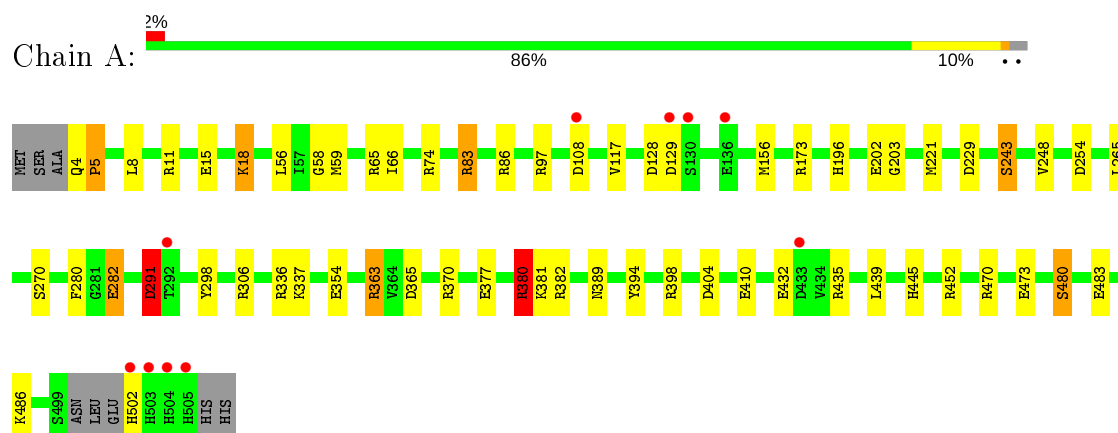 2%
Chain A:
86% 10% • •
MET SER ALA Q4 P5 L8 R11 E15 K18 L56 I57 G58 M59 R65 I66 R74 R83 R86 R97 D108 V117 D128 D129 S130 E136 M156 R173 H196 E202 G203 M221 D229 S243 V248 D254 L265
S270 F280 G281 E282 D291 T292 Y298 R306 R336 K337 E354 R363 V364 D365 R370 E377 R380 K381 R382 N389 Y394 R398 D404 E410 E432 D433 V434 R435 L439 H445 R452 R470 E473 S480 E483
K486 S499 ASN LEU GLU H502 H503 H504 H505 HIS HIS